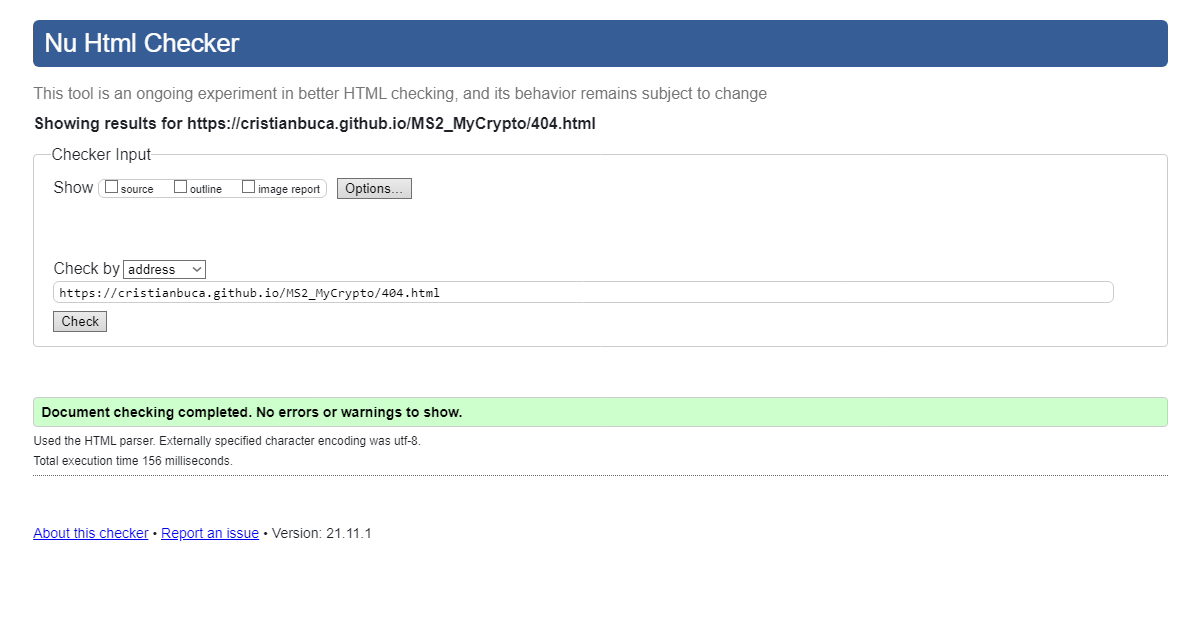 Nu Html Checker
This tool is an ongoing experiment in better HTML checking, and its behavior remains subject to change
Showing results for https://cristianbuca.github.io/MS2_MyCrypto/404.html
Checker Input
Show source outline image report Options...
Check by address
https://cristianbuca.github.io/MS2_MyCrypto/404.html
Check
Document checking completed. No errors or warnings to show.
Used the HTML parser. Externally specified character encoding was utf-8.
Total execution time 156 milliseconds.
About this checker • Report an issue • Version: 21.11.1